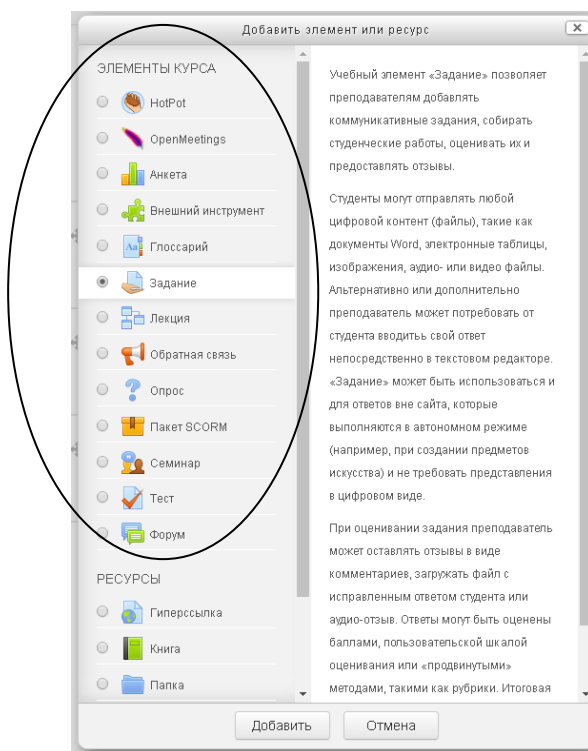 Добавить элемент или ресурс
ЭЛЕМЕНТЫ КУРСА
HotPot
OpenMeetings
Анкета
Внешний инструмент
Глоссарий
Задание
Лекция
Обратная связь
Опрос
Пакет SCORM
Семинар
Тест
Форум
РЕСУРСЫ
Гиперссылка
Книга
Папка
Учебный элемент «Задание» позволяет
преподавателям добавлять
коммуникативные задания, собирать
студенческие работы, оценивать их и
предоставлять отзывы.
Студенты могут отправлять любой
цифровой контент (файлы), такие как
документы Word, электронные таблицы,
изображения, аудио- или видео файлы.
Альтернативно или дополнительно
преподаватель может потребовать от
студента вводитьь свой ответ
непосредственно в текстовом редакторе.
«Задание» может быть использоваться и
для ответов вне сайта, которые
выполняются в автономном режиме
(например, при создании предметов
искусства) и не требовать представления
в цифровом виде.
При оценивании задания преподаватель
может оставлять отзывы в виде
комментариев, загружать файл с
исправленным ответом студента или
аудио-отзыв. Ответы могут быть оценены
баллами, пользовательской шкалой
оценивания или «продвинутыми»
методами, такими как рубрики. Итоговая
Добавить
Отмена